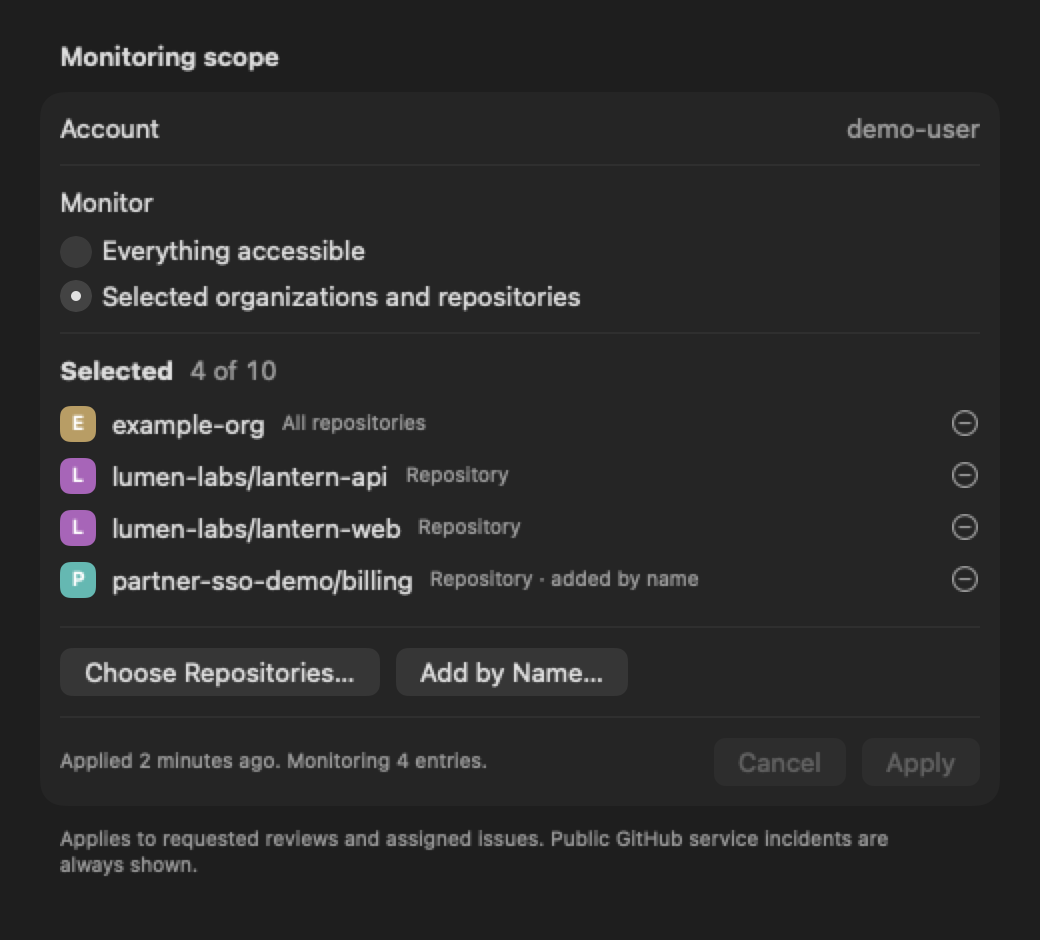 Monitoring scope
Account demo-user
Monitor
Everything accessible
Selected organizations and repositories
Selected 4 of 10
E example-org All repositories
L lumen-labs/lantern-api Repository
L lumen-labs/lantern-web Repository
P partner-sso-demo/billing Repository · added by name
Choose Repositories... Add by Name...
Applied 2 minutes ago. Monitoring 4 entries. Cancel Apply
Applies to requested reviews and assigned issues. Public GitHub service incidents are
always shown.